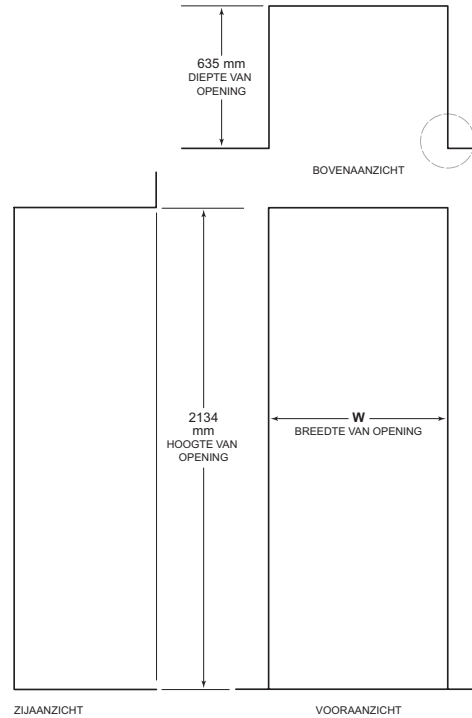 635 mm
DIEPTE VAN
OPENING
BOVENAANZICHT
2134
mm
HOOGTE VAN
OPENING
W
BREEDTE VAN OPENING
ZIJAANZICHT
VOORAANZICHT